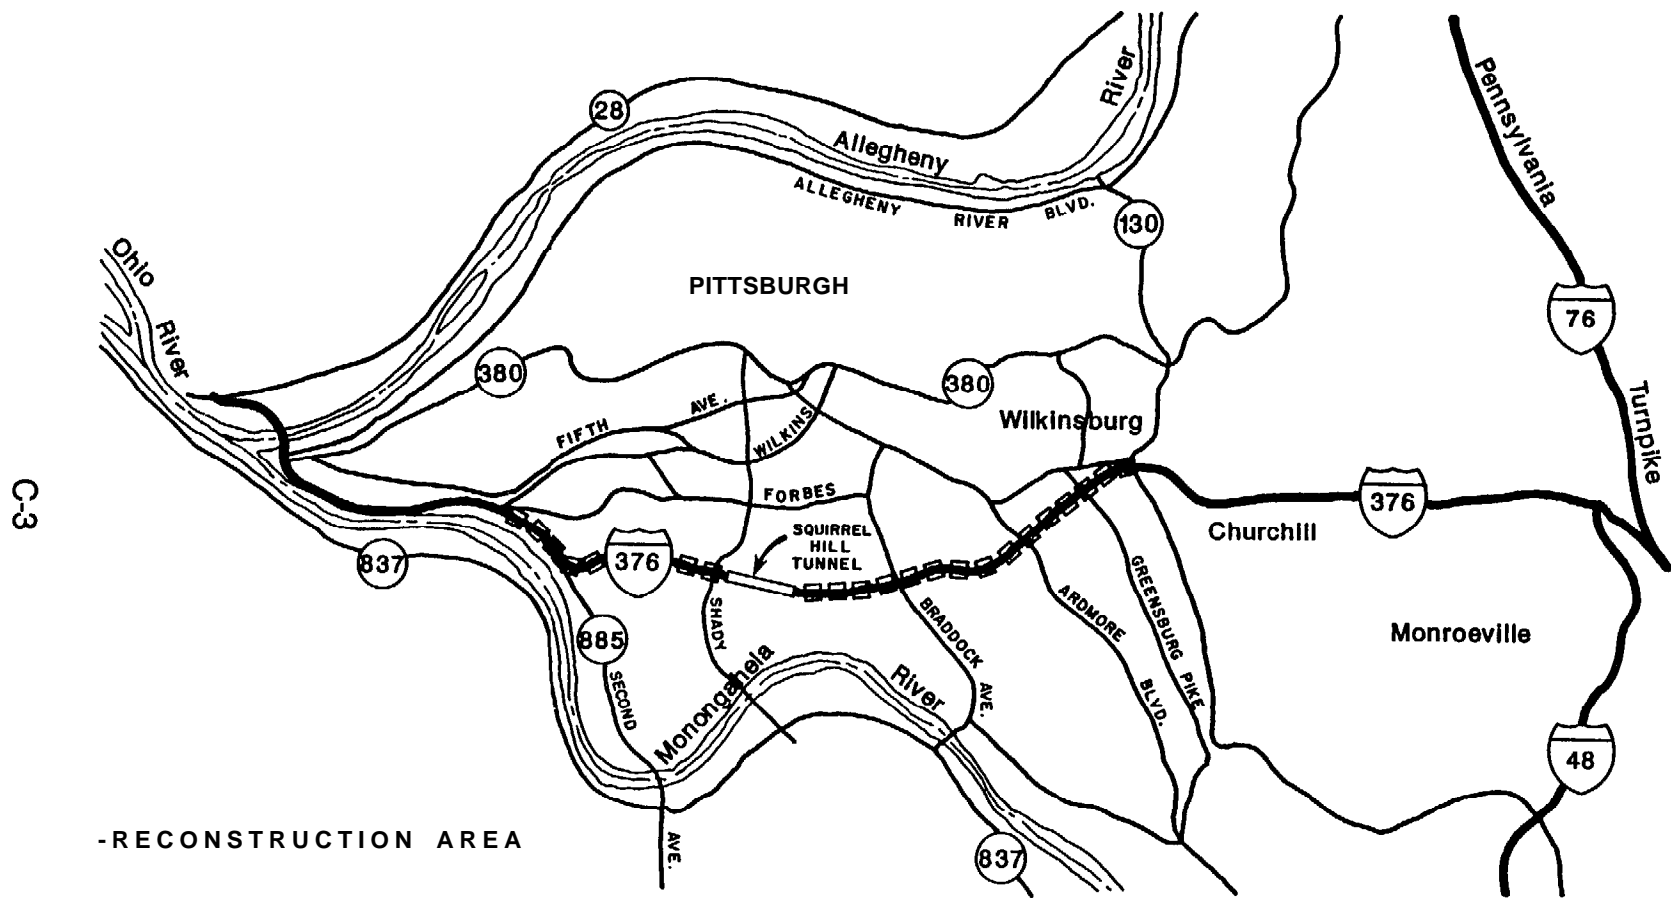 River
Pennsylvania
28
Allegheny
ALLEGHENY
RIVER
BLVD.
130
Ohio
River
PITTSBURGH
76
380
380
Turnpike
FIFTH
AVE.
WILKINS
Wilkinsburg
C-3
FORBES
376
Churchill
SQUIRREL
HILL
TUNNEL
376
837
SHADY
BRADDOCK
AVE.
ARDMORE
BLVD.
GREENSBURG PIKE
885
Monroeville
SECOND
AVE.
Monongahela
River
48
-RECONSTRUCTION AREA
837